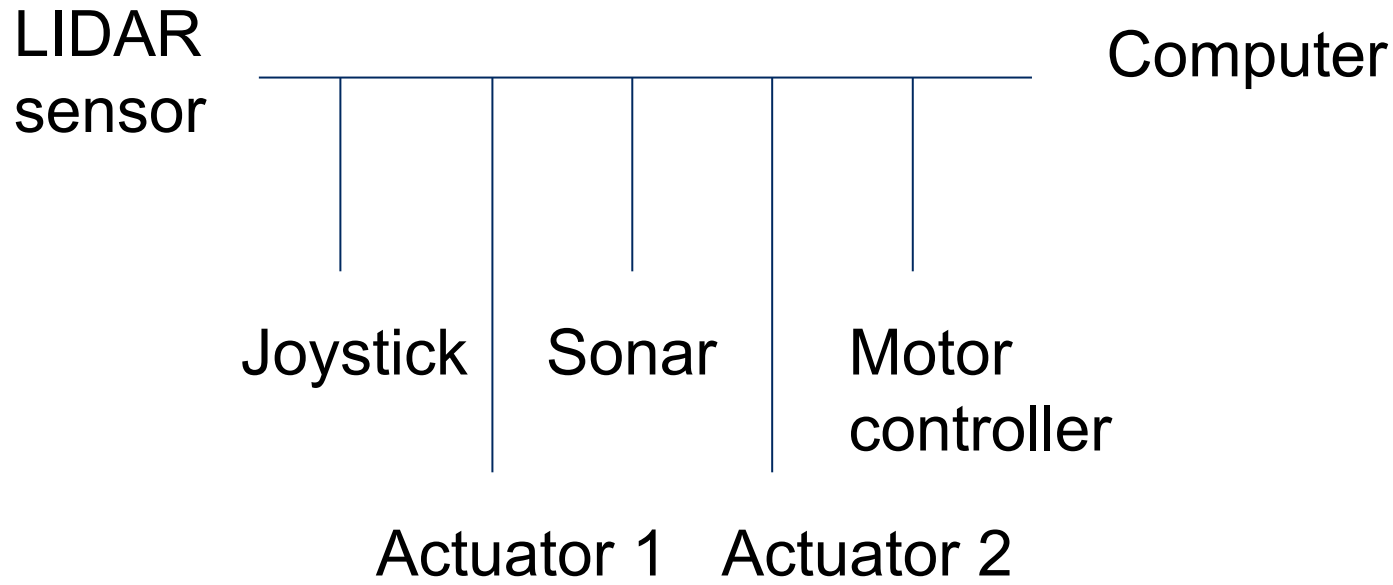 LIDAR
sensor
Computer
Joystick
Sonar
Motor
controller
Actuator 1
Actuator 2